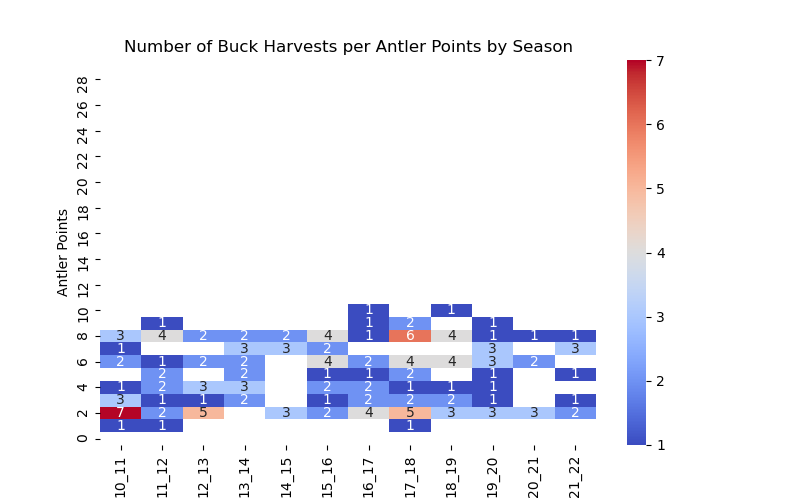 Number of Buck Harvests per Antler Points by Season
Antler Points
28
26
24
22
20
18
16
14
12
10 1 1
1 1 2 1
8 3 4 2 2 2 4 1 6 4 1 1 1
1 3 3 2 3 3
6 2 1 2 2 4 2 4 4 3 2
2 2 1 1 2 1 1
4 1 2 3 3 2 2 1 1 1
3 1 1 2 1 2 2 2 1 1
2 7 2 5 3 2 4 5 3 3 3 2
1 1 1
0
10_11 11_12 12_13 13_14 14_15 15_16 16_17 17_18 18_19 19_20 20_21 21_22
7
6
5
4
3
2
1